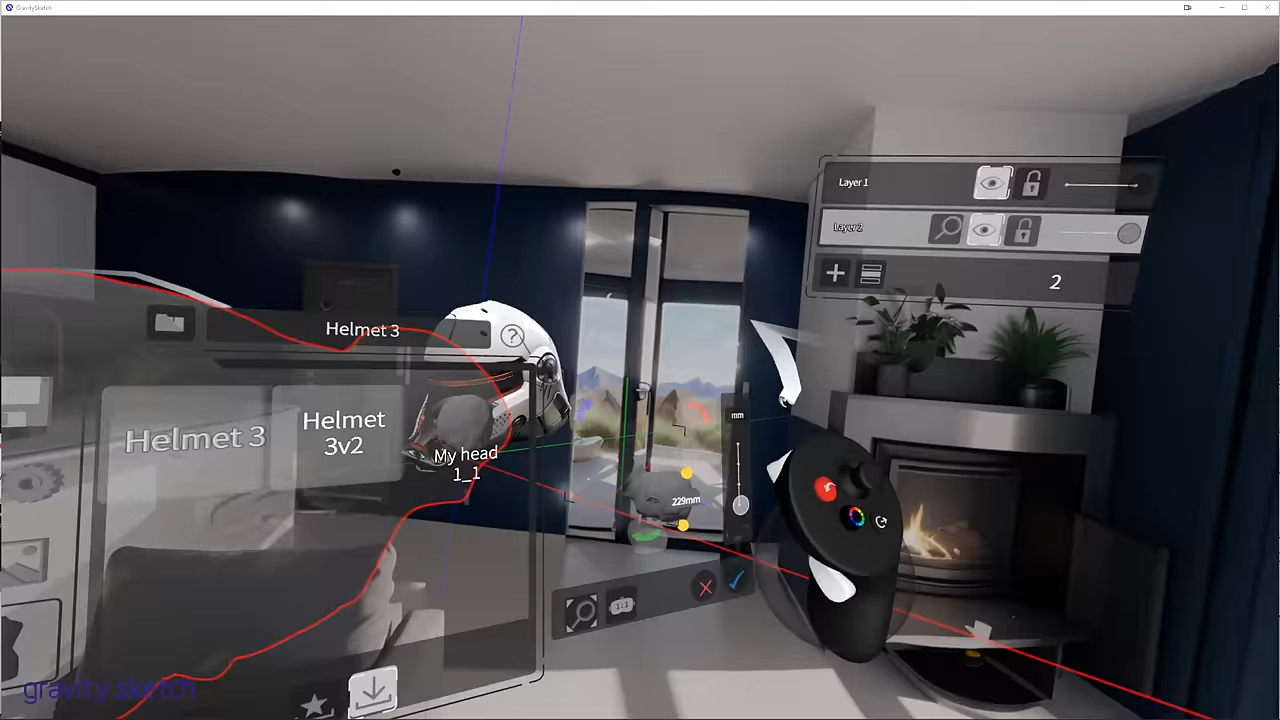 GravitySketch
Layer 1
Layer 2
2
Helmet 3
?
Helmet 3
Helmet
3v2
My head
1_1
mm
229mm
1:1
gravity sketch